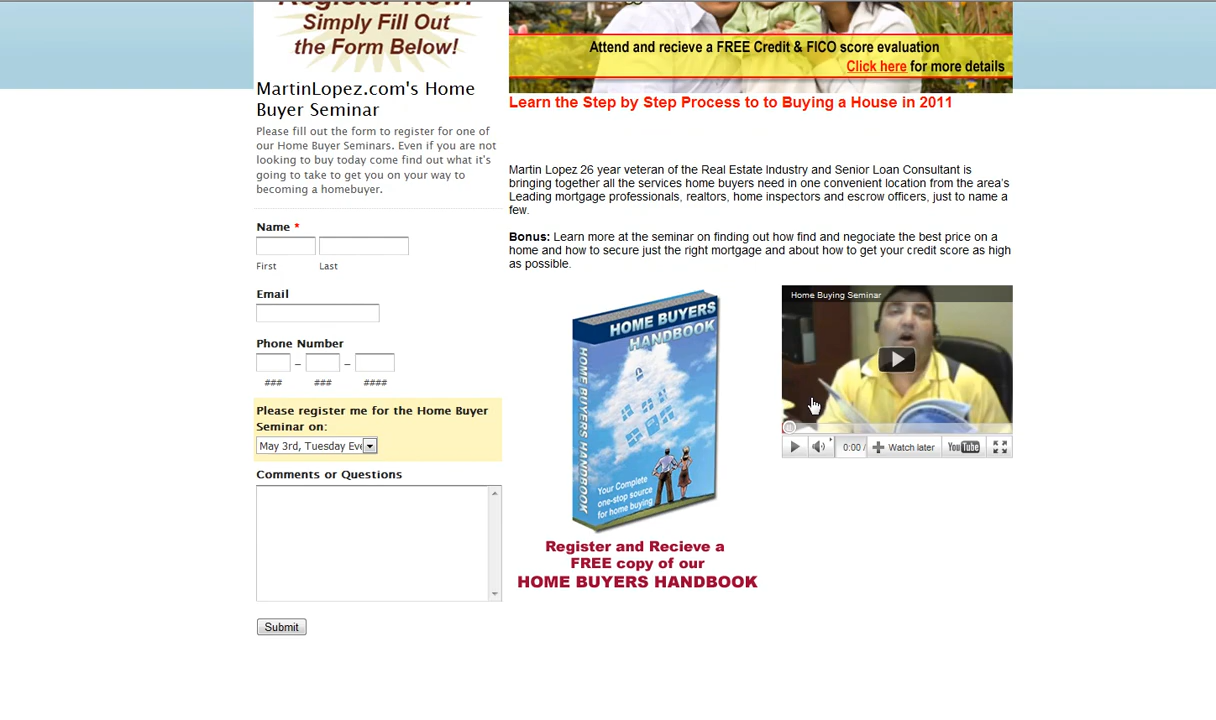 Register Now!
Simply Fill Out
the Form Below!
MartinLopez.com's Home
Buyer Seminar
Please fill out the form to register for one of
our Home Buyer Seminars. Even if you are not
looking to buy today come find out what it's
going to take to get you on your way to
becoming a homebuyer.
Name *
First Last
Email
Phone Number
– –
### ### ####
Please register me for the Home Buyer
Seminar on:
May 3rd, Tuesday Eve
Comments or Questions
Submit
Attend and recieve a FREE Credit & FICO score evaluation
Click here for more details
Learn the Step by Step Process to to Buying a House in 2011
Martin Lopez 26 year veteran of the Real Estate Industry and Senior Loan Consultant is
bringing together all the services home buyers need in one convenient location from the area's
Leading mortgage professionals, realtors, home inspectors and escrow officers, just to name a
few.
Bonus: Learn more at the seminar on finding out how find and negociate the best price on a
home and how to secure just the right mortgage and about how to get your credit score as high
as possible.
HOME BUYERS
HANDBOOK
HOME BUYERS HANDBOOK
Your Complete
one-stop source
for home buying
Register and Recieve a
FREE copy of our
HOME BUYERS HANDBOOK
Home Buying Seminar
0:00 / Watch later YouTube